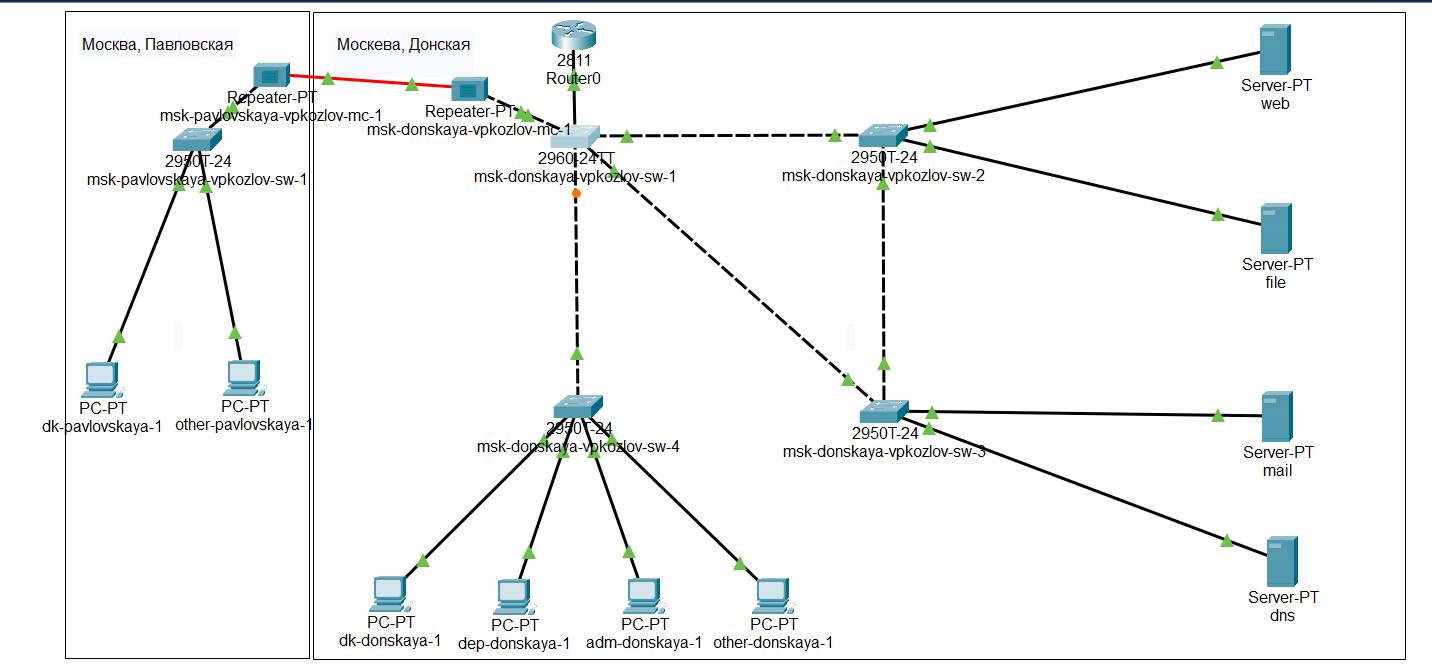 Москва, Павловская
Москева, Донская
2811
Router0
Repeater-PT
msk-pavlovskaya-vpkozlov-mc-1
Repeater-PT
msk-donskaya-vpkozlov-mc-1
2950T-24
msk-pavlovskaya-vpkozlov-sw-1
2960-24TT
msk-donskaya-vpkozlov-sw-1
2950T-24
msk-donskaya-vpkozlov-sw-2
Server-PT
web
Server-PT
file
PC-PT
dk-pavlovskaya-1
PC-PT
other-pavlovskaya-1
2950T-24
msk-donskaya-vpkozlov-sw-4
2950T-24
msk-donskaya-vpkozlov-sw-3
Server-PT
mail
Server-PT
dns
PC-PT
dk-donskaya-1
PC-PT
dep-donskaya-1
PC-PT
adm-donskaya-1
PC-PT
other-donskaya-1